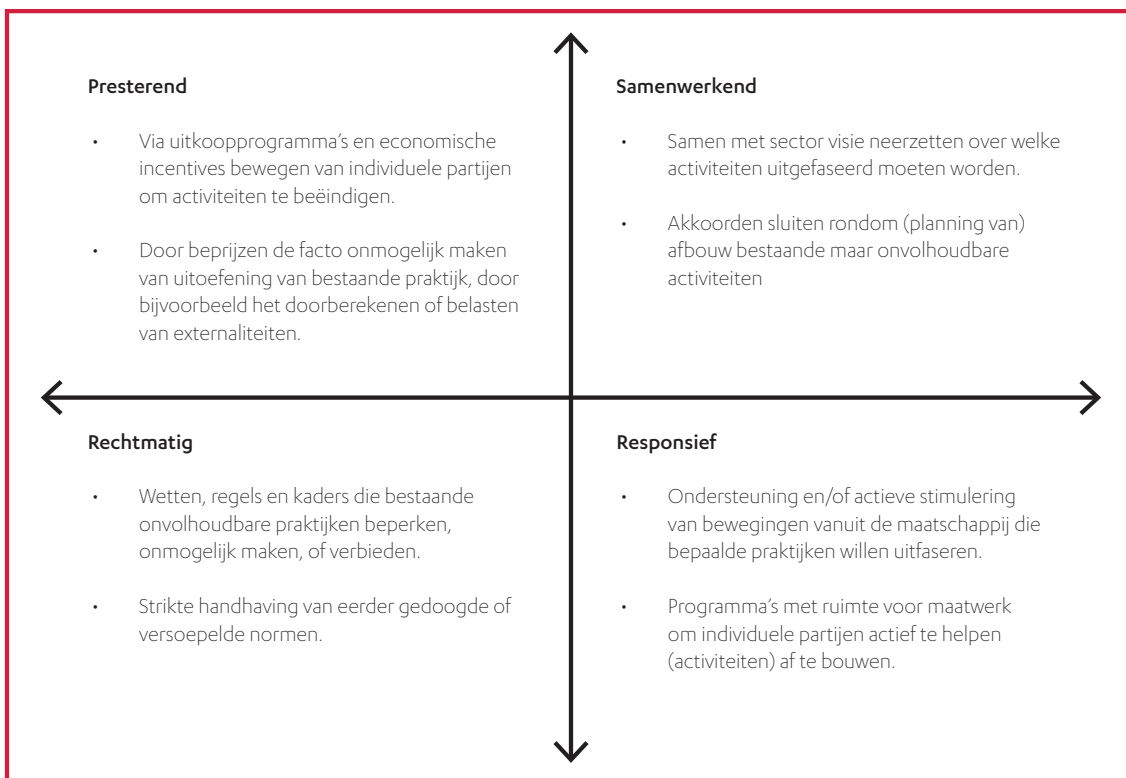 Presterend
• Via uitkoopprogramma's en economische
incentives bewegen van individuele partijen
om activiteiten te beëindigen.
• Door beprijzen de facto onmogelijk maken
van uitoefening van bestaande praktijk, door
bijvoorbeeld het doorberekenen of belasten
van externaliteiten.
Samenwerkend
• Samen met sector visie neerzetten over welke
activiteiten uitgefaseerd moeten worden.
• Akkoorden sluiten rondom (planning van)
afbouw bestaande maar onvolhoudbare
activiteiten
Rechtmatig
• Wetten, regels en kaders die bestaande
onvolhoudbare praktijken beperken,
onmogelijk maken, of verbieden.
• Strikte handhaving van eerder gedoogde of
versoepelde normen.
Responsief
• Ondersteuning en/of actieve stimulering
van bewegingen vanuit de maatschappij die
bepaalde praktijken willen uitfaseren.
• Programma's met ruimte voor maatwerk
om individuele partijen actief te helpen
(activiteiten) af te bouwen.